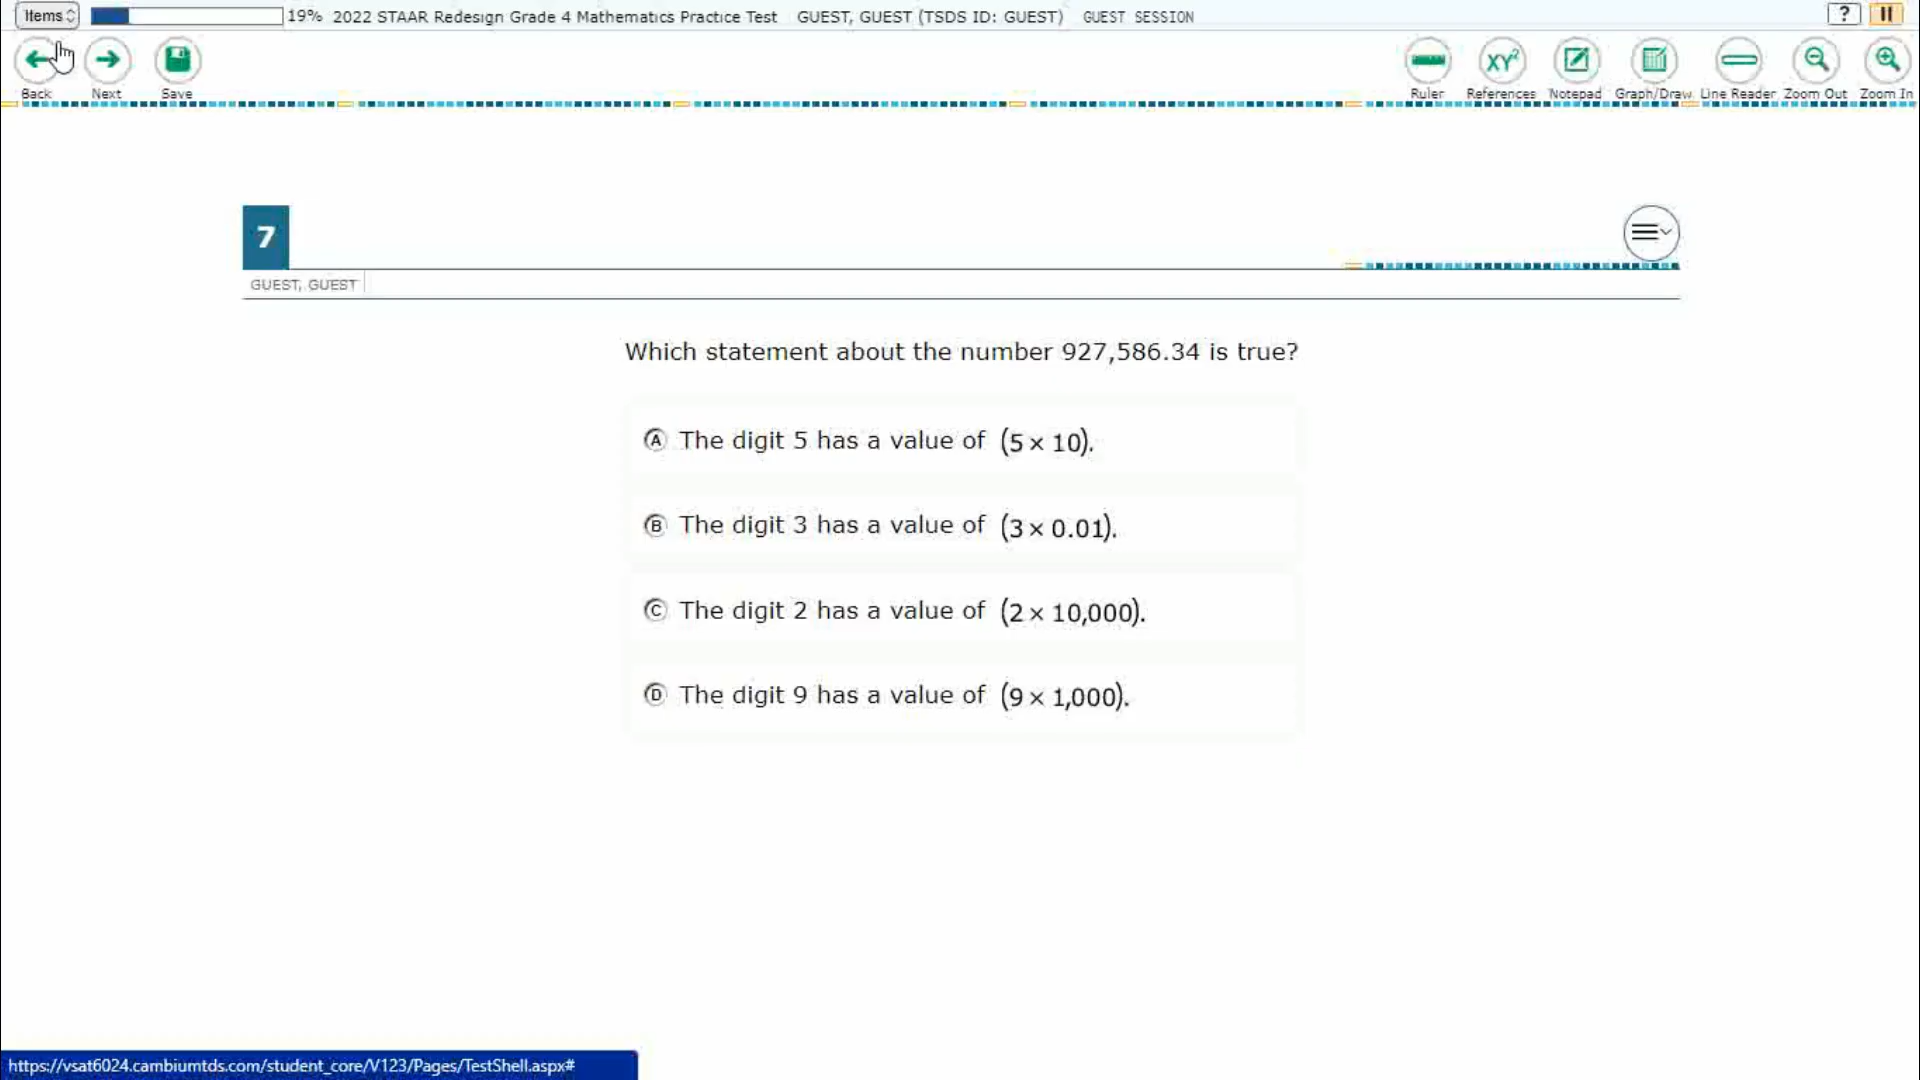 Items 19% 2022 STAAR Redesign Grade 4 Mathematics Practice Test GUEST, GUEST (TSDS ID: GUEST) GUEST SESSION ?
Back Next Save Ruler References Notepad Graph/Draw Line Reader Zoom Out Zoom In
XY²
7
GUEST, GUEST
Which statement about the number 927,586.34 is true?
A The digit 5 has a value of (5 × 10).
B The digit 3 has a value of (3 × 0.01).
C The digit 2 has a value of (2 × 10,000).
D The digit 9 has a value of (9 × 1,000).
https://vsat6024.cambiumtds.com/student_core/V123/Pages/TestShell.aspx#